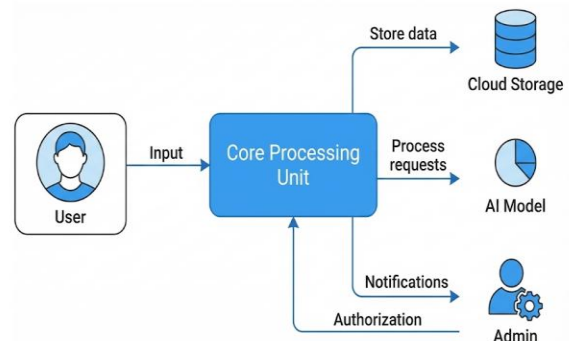 Store data
Cloud Storage
User
Input
Core Processing
Unit
Process
requests
AI Model
Notifications
Authorization
Admin